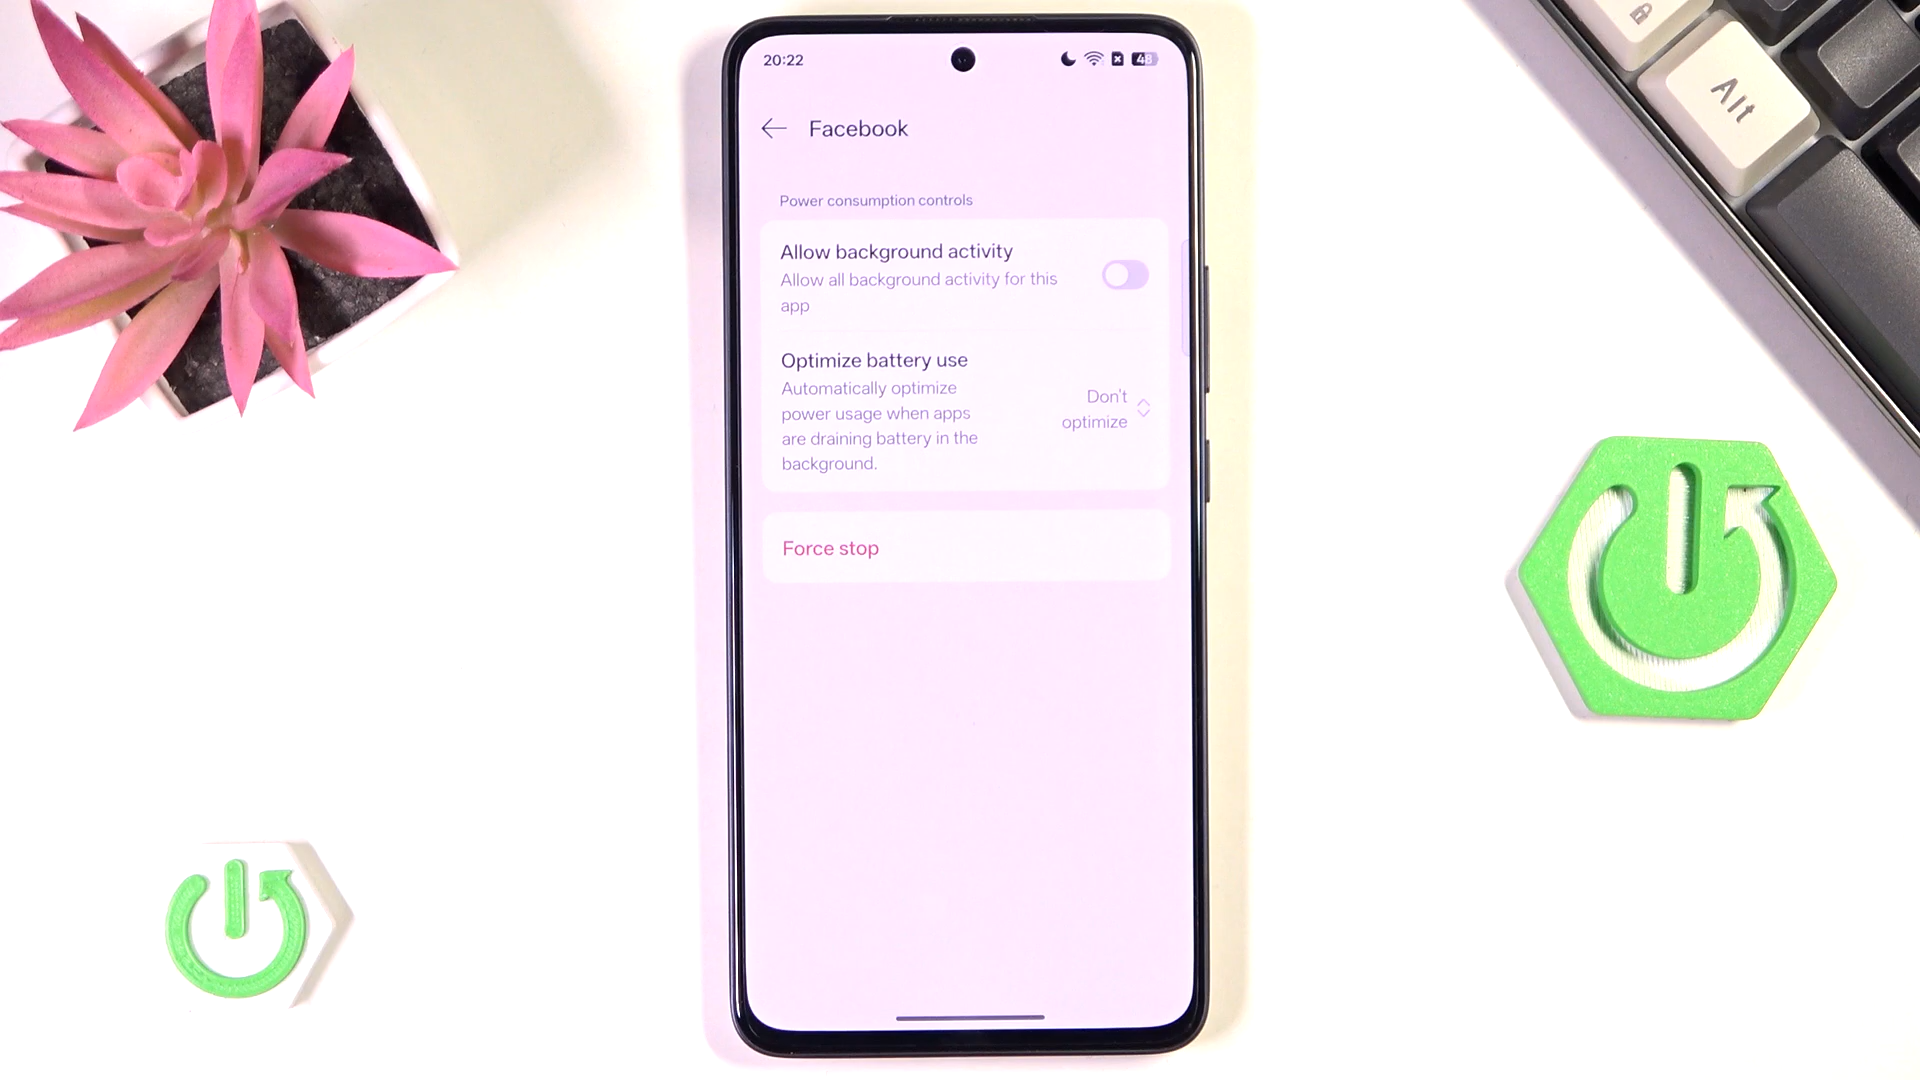 20:22
48
Facebook
Power consumption controls
Allow background activity
Allow all background activity for this
app
Optimize battery use
Automatically optimize
power usage when apps
are draining battery in the
background.
Don't
optimize
Force stop
Alt